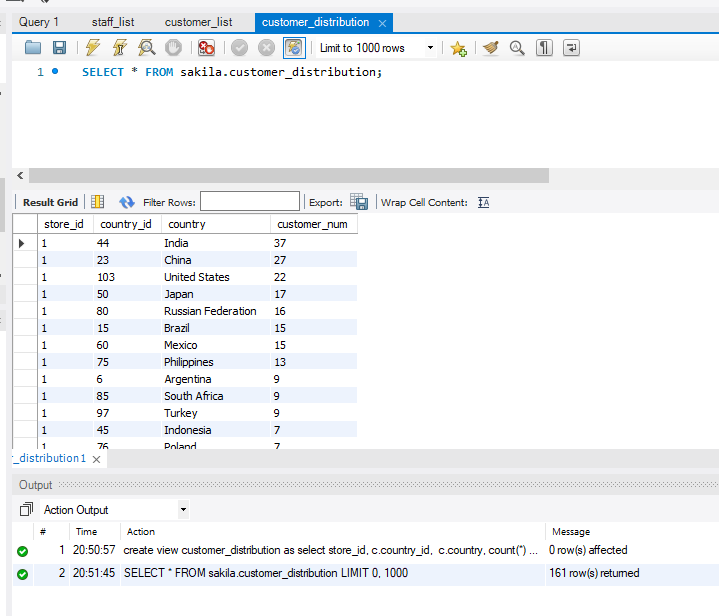 Query 1 staff_list customer_list customer_distribution
Limit to 1000 rows
1 SELECT * FROM sakila.customer_distribution;
Result Grid Filter Rows: Export: Wrap Cell Content:
store_id country_id country customer_num
1 44 India 37
1 23 China 27
1 103 United States 22
1 50 Japan 17
1 80 Russian Federation 16
1 15 Brazil 15
1 60 Mexico 15
1 75 Philippines 13
1 6 Argentina 9
1 85 South Africa 9
1 97 Turkey 9
1 45 Indonesia 7
1 76 Poland 7
r_distribution1
Output
Action Output
# Time Action Message
1 20:50:57 create view customer_distribution as select store_id, c.country_id, c.country, count(*) ... 0 row(s) affected
2 20:51:45 SELECT * FROM sakila.customer_distribution LIMIT 0, 1000 161 row(s) returned